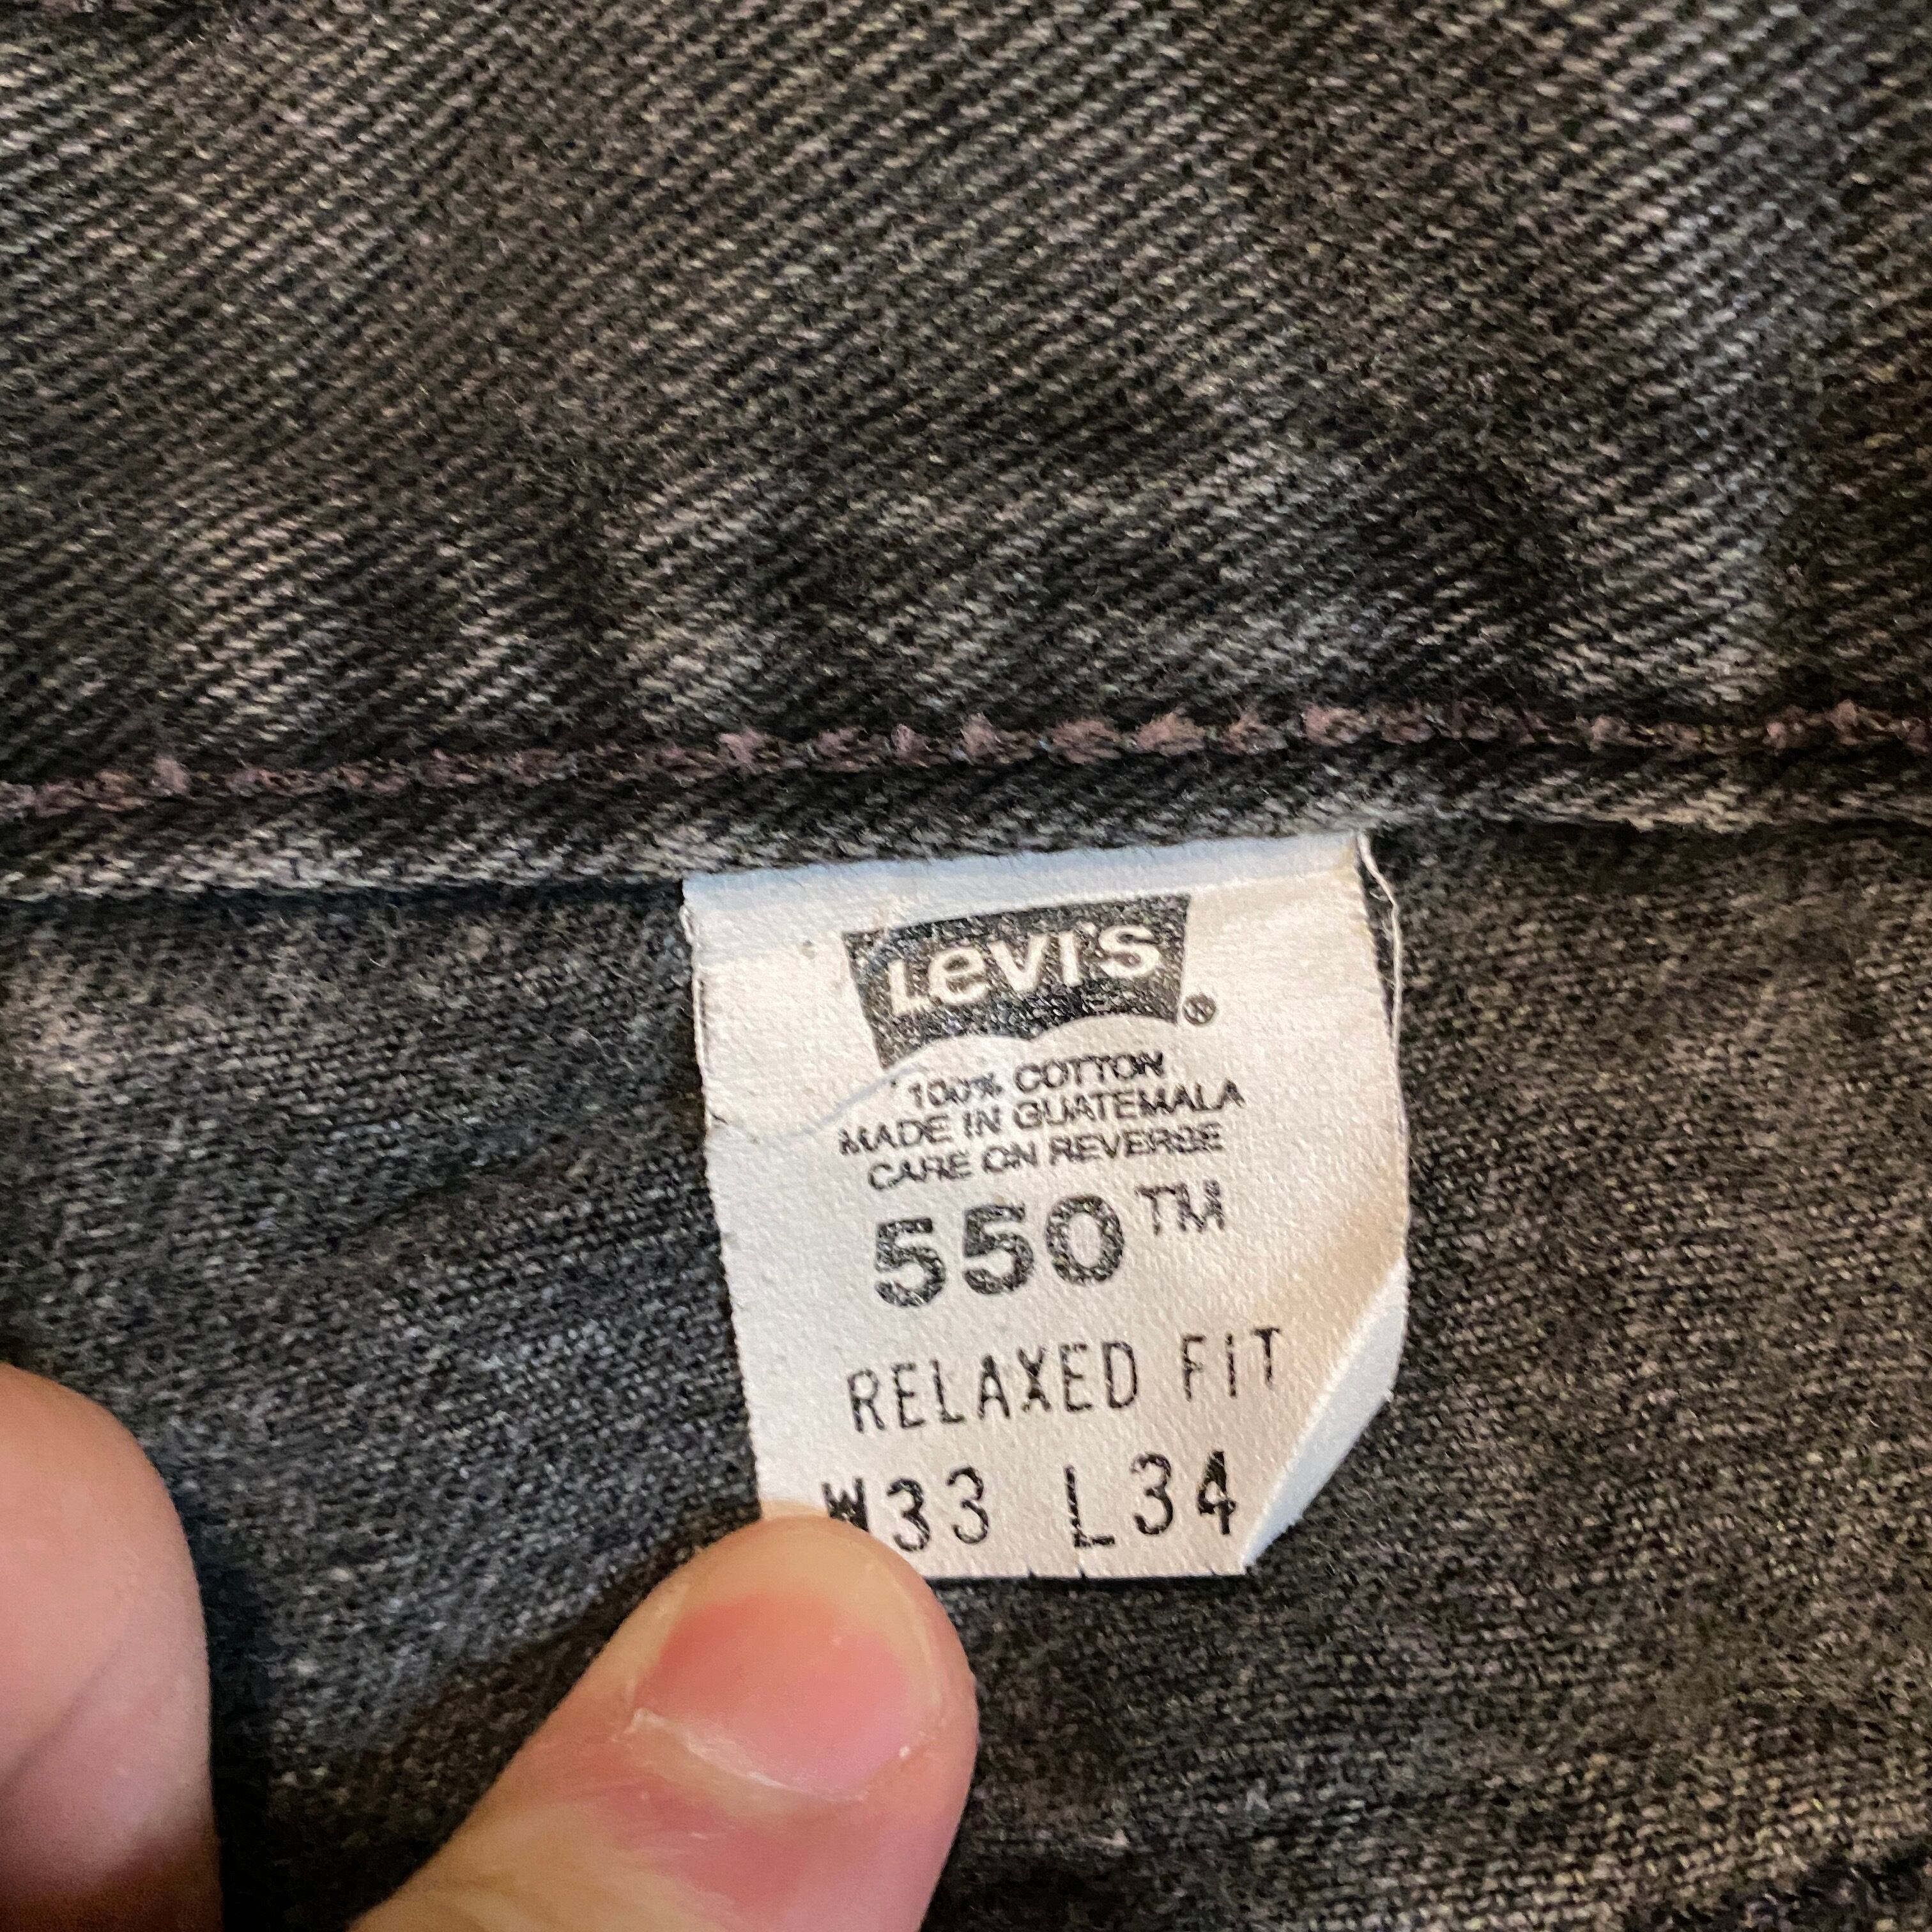 Levi's®
100% COTTON
MADE IN GUATEMALA
CARE ON REVERSE
550™
RELAXED FIT
W33 L34